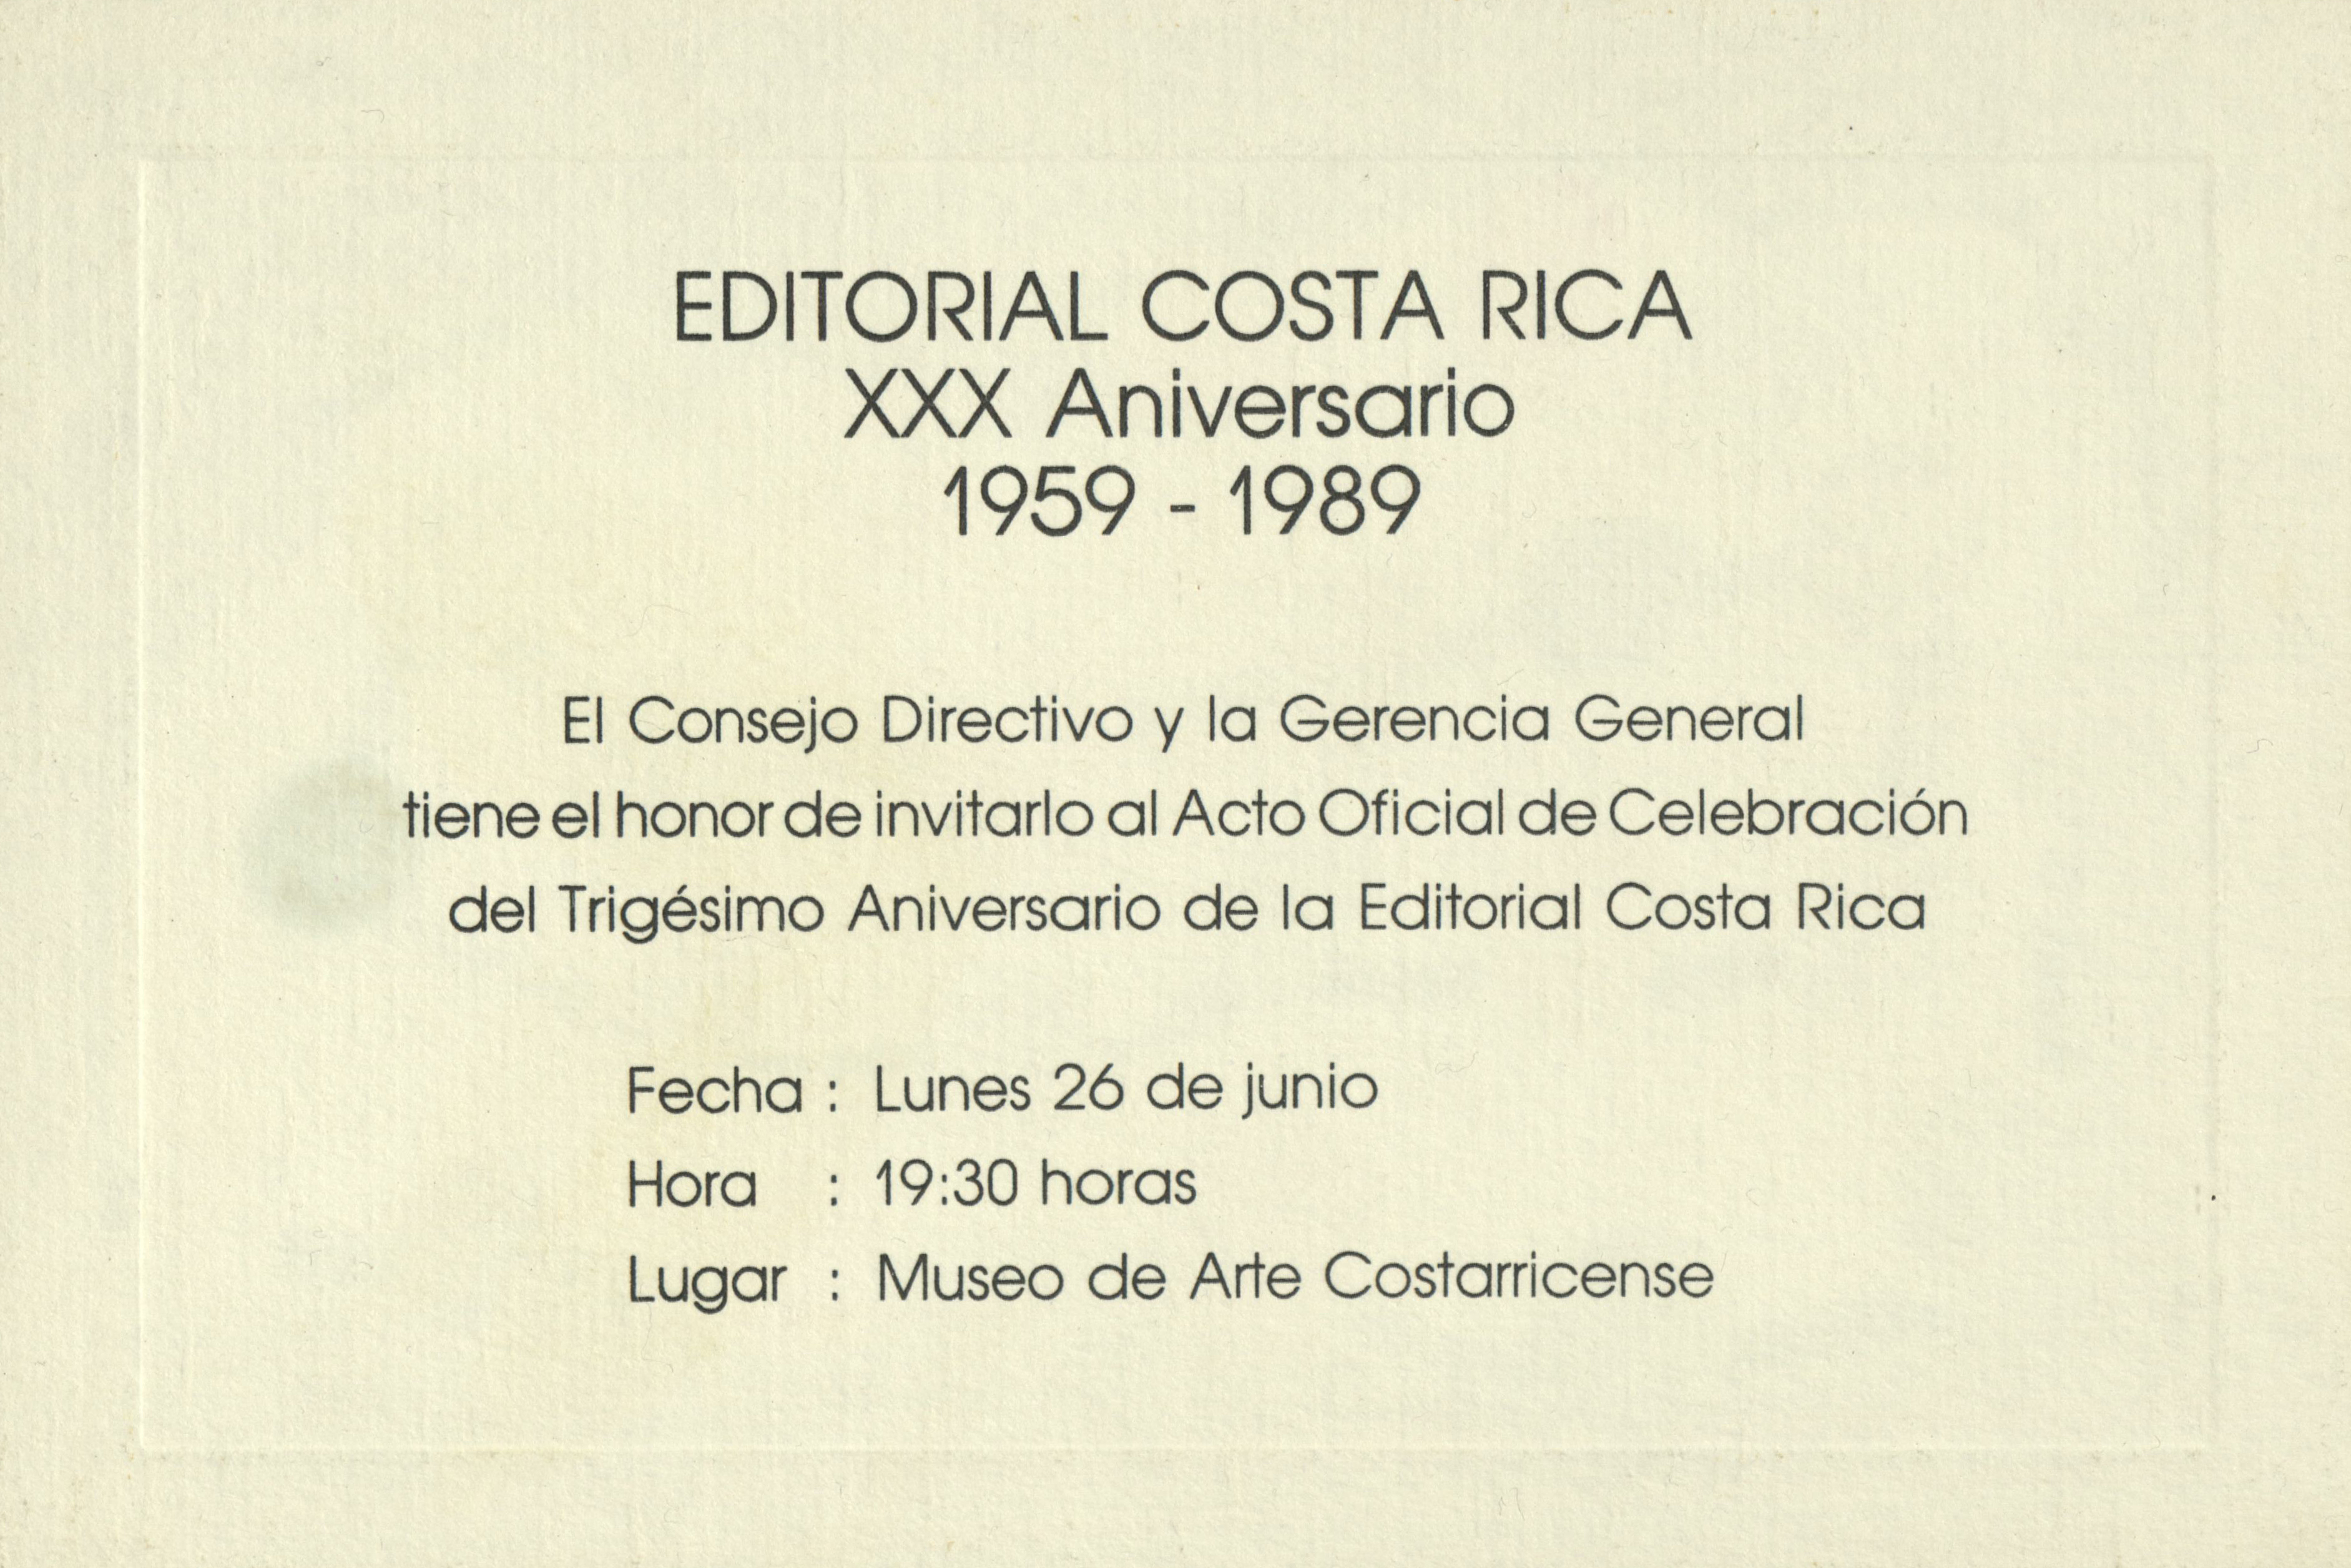 EDITORIAL COSTA RICA
XXX Aniversario
1959 - 1989
El Consejo Directivo y la Gerencia General
tiene el honor de invitarlo al Acto Oficial de Celebración
del Trigésimo Aniversario de la Editorial Costa Rica
Fecha : Lunes 26 de junio
Hora : 19:30 horas
Lugar : Museo de Arte Costarricense